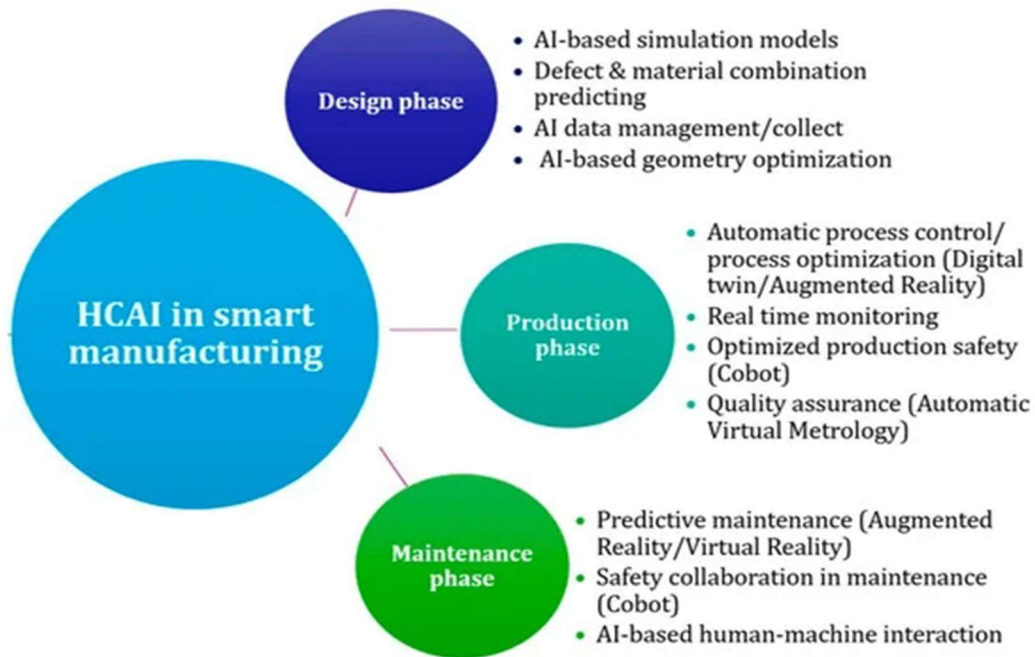 Design phase
• AI-based simulation models
• Defect & material combination
predicting
• AI data management/collect
• AI-based geometry optimization
HCAI in smart
manufacturing
Production
phase
• Automatic process control/
process optimization (Digital
twin/Augmented Reality)
• Real time monitoring
• Optimized production safety
(Cobot)
• Quality assurance (Automatic
Virtual Metrology)
Maintenance
phase
• Predictive maintenance (Augmented
Reality/Virtual Reality)
• Safety collaboration in maintenance
(Cobot)
• AI-based human-machine interaction